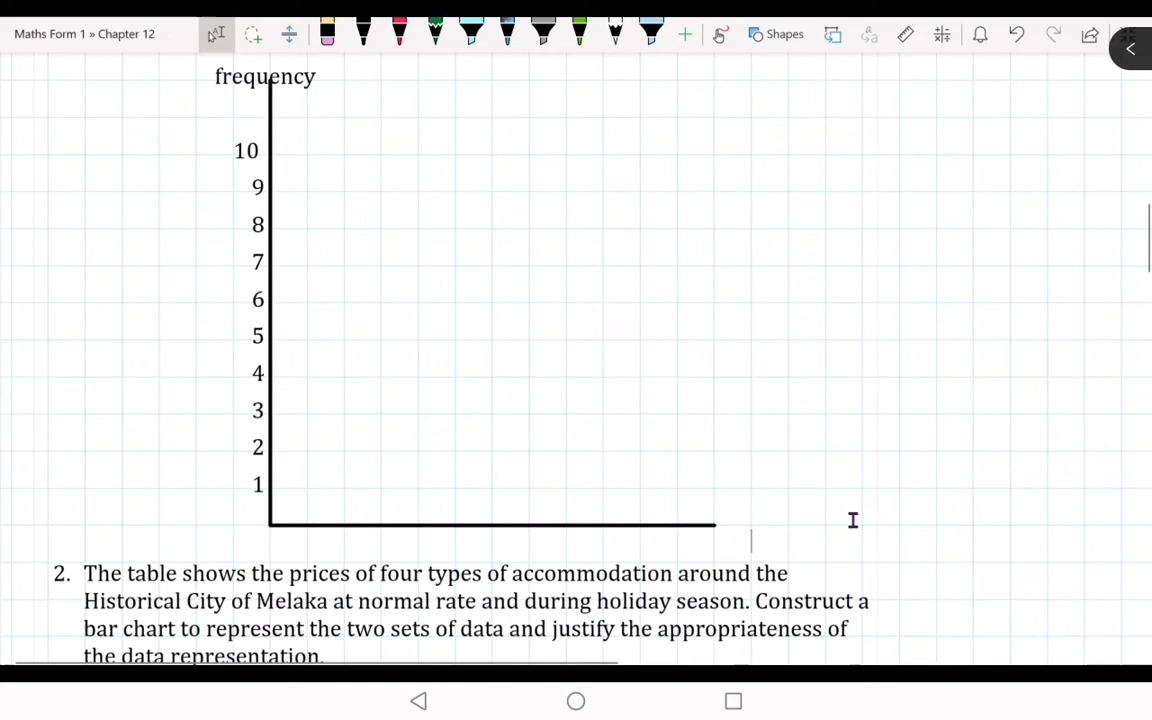 Maths Form 1 » Chapter 12
Shapes
frequency
10
9
8
7
6
5
4
3
2
1
2. The table shows the prices of four types of accommodation around the
Historical City of Melaka at normal rate and during holiday season. Construct a
bar chart to represent the two sets of data and justify the appropriateness of
the data representation.